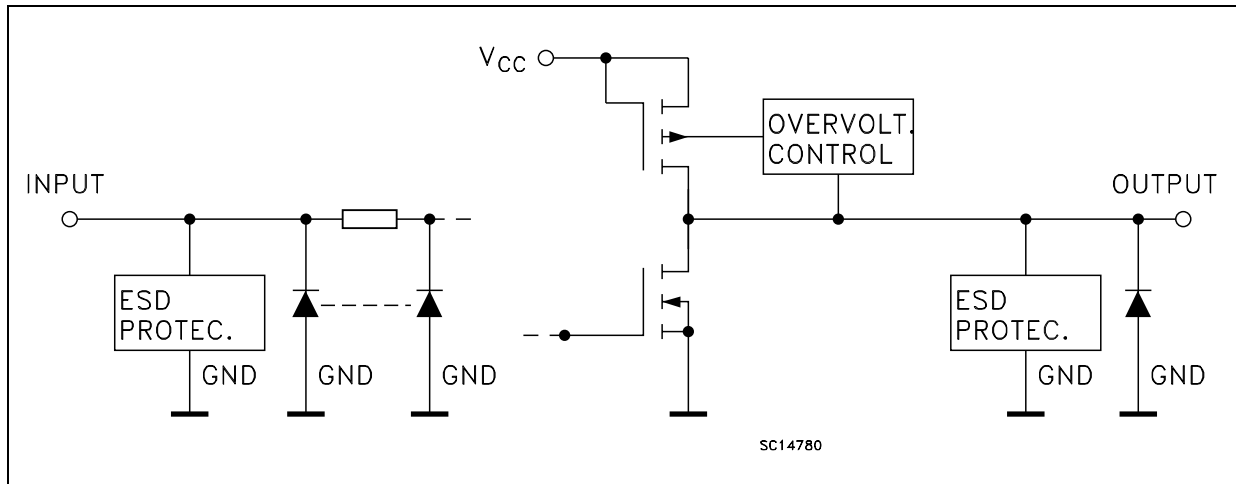 VCC
OVERVOLT.
CONTROL
INPUT
OUTPUT
ESD
PROTEC.
ESD
PROTEC.
GND
GND
GND
GND
GND
SC14780